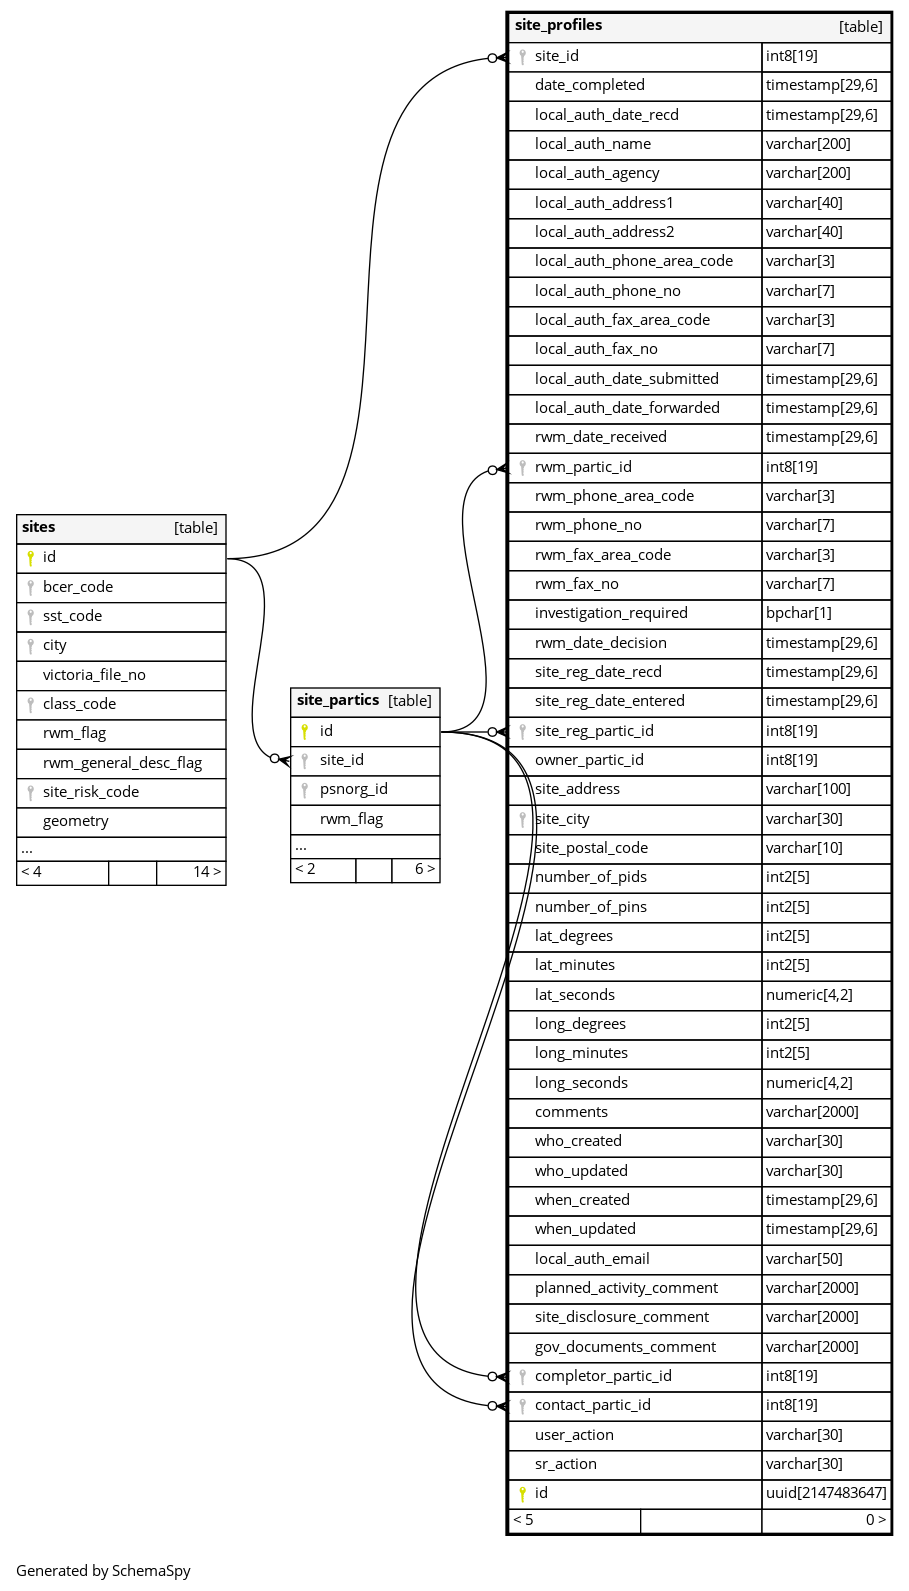 site_profiles [table]
site_id int8[19]
date_completed timestamp[29,6]
local_auth_date_recd timestamp[29,6]
local_auth_name varchar[200]
local_auth_agency varchar[200]
local_auth_address1 varchar[40]
local_auth_address2 varchar[40]
local_auth_phone_area_code varchar[3]
local_auth_phone_no varchar[7]
local_auth_fax_area_code varchar[3]
local_auth_fax_no varchar[7]
local_auth_date_submitted timestamp[29,6]
local_auth_date_forwarded timestamp[29,6]
rwm_date_received timestamp[29,6]
rwm_partic_id int8[19]
rwm_phone_area_code varchar[3]
rwm_phone_no varchar[7]
rwm_fax_area_code varchar[3]
rwm_fax_no varchar[7]
investigation_required bpchar[1]
rwm_date_decision timestamp[29,6]
site_reg_date_recd timestamp[29,6]
site_reg_date_entered timestamp[29,6]
site_reg_partic_id int8[19]
owner_partic_id int8[19]
site_address varchar[100]
site_city varchar[30]
site_postal_code varchar[10]
number_of_pids int2[5]
number_of_pins int2[5]
lat_degrees int2[5]
lat_minutes int2[5]
lat_seconds numeric[4,2]
long_degrees int2[5]
long_minutes int2[5]
long_seconds numeric[4,2]
comments varchar[2000]
who_created varchar[30]
who_updated varchar[30]
when_created timestamp[29,6]
when_updated timestamp[29,6]
local_auth_email varchar[50]
planned_activity_comment varchar[2000]
site_disclosure_comment varchar[2000]
gov_documents_comment varchar[2000]
completor_partic_id int8[19]
contact_partic_id int8[19]
user_action varchar[30]
sr_action varchar[30]
id uuid[2147483647]
< 5 0 >
sites [table]
id
bcer_code
sst_code
city
victoria_file_no
class_code
rwm_flag
rwm_general_desc_flag
site_risk_code
geometry
...
< 4 14 >
site_partics [table]
id
site_id
psnorg_id
rwm_flag
...
< 2 6 >
Generated by SchemaSpy